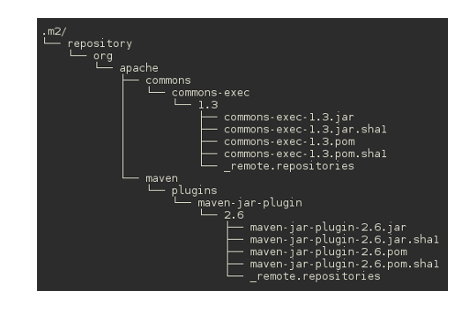 .m2/
└── repository
    └── org
        └── apache
            ├── commons
            │   └── commons-exec
            │       └── 1.3
            │           ├── commons-exec-1.3.jar
            │           ├── commons-exec-1.3.jar.sha1
            │           ├── commons-exec-1.3.pom
            │           ├── commons-exec-1.3.pom.sha1
            │           └── _remote.repositories
            └── maven
                └── plugins
                    └── maven-jar-plugin
                        └── 2.6
                            ├── maven-jar-plugin-2.6.jar
                            ├── maven-jar-plugin-2.6.jar.sha1
                            ├── maven-jar-plugin-2.6.pom
                            ├── maven-jar-plugin-2.6.pom.sha1
                            └── _remote.repositories